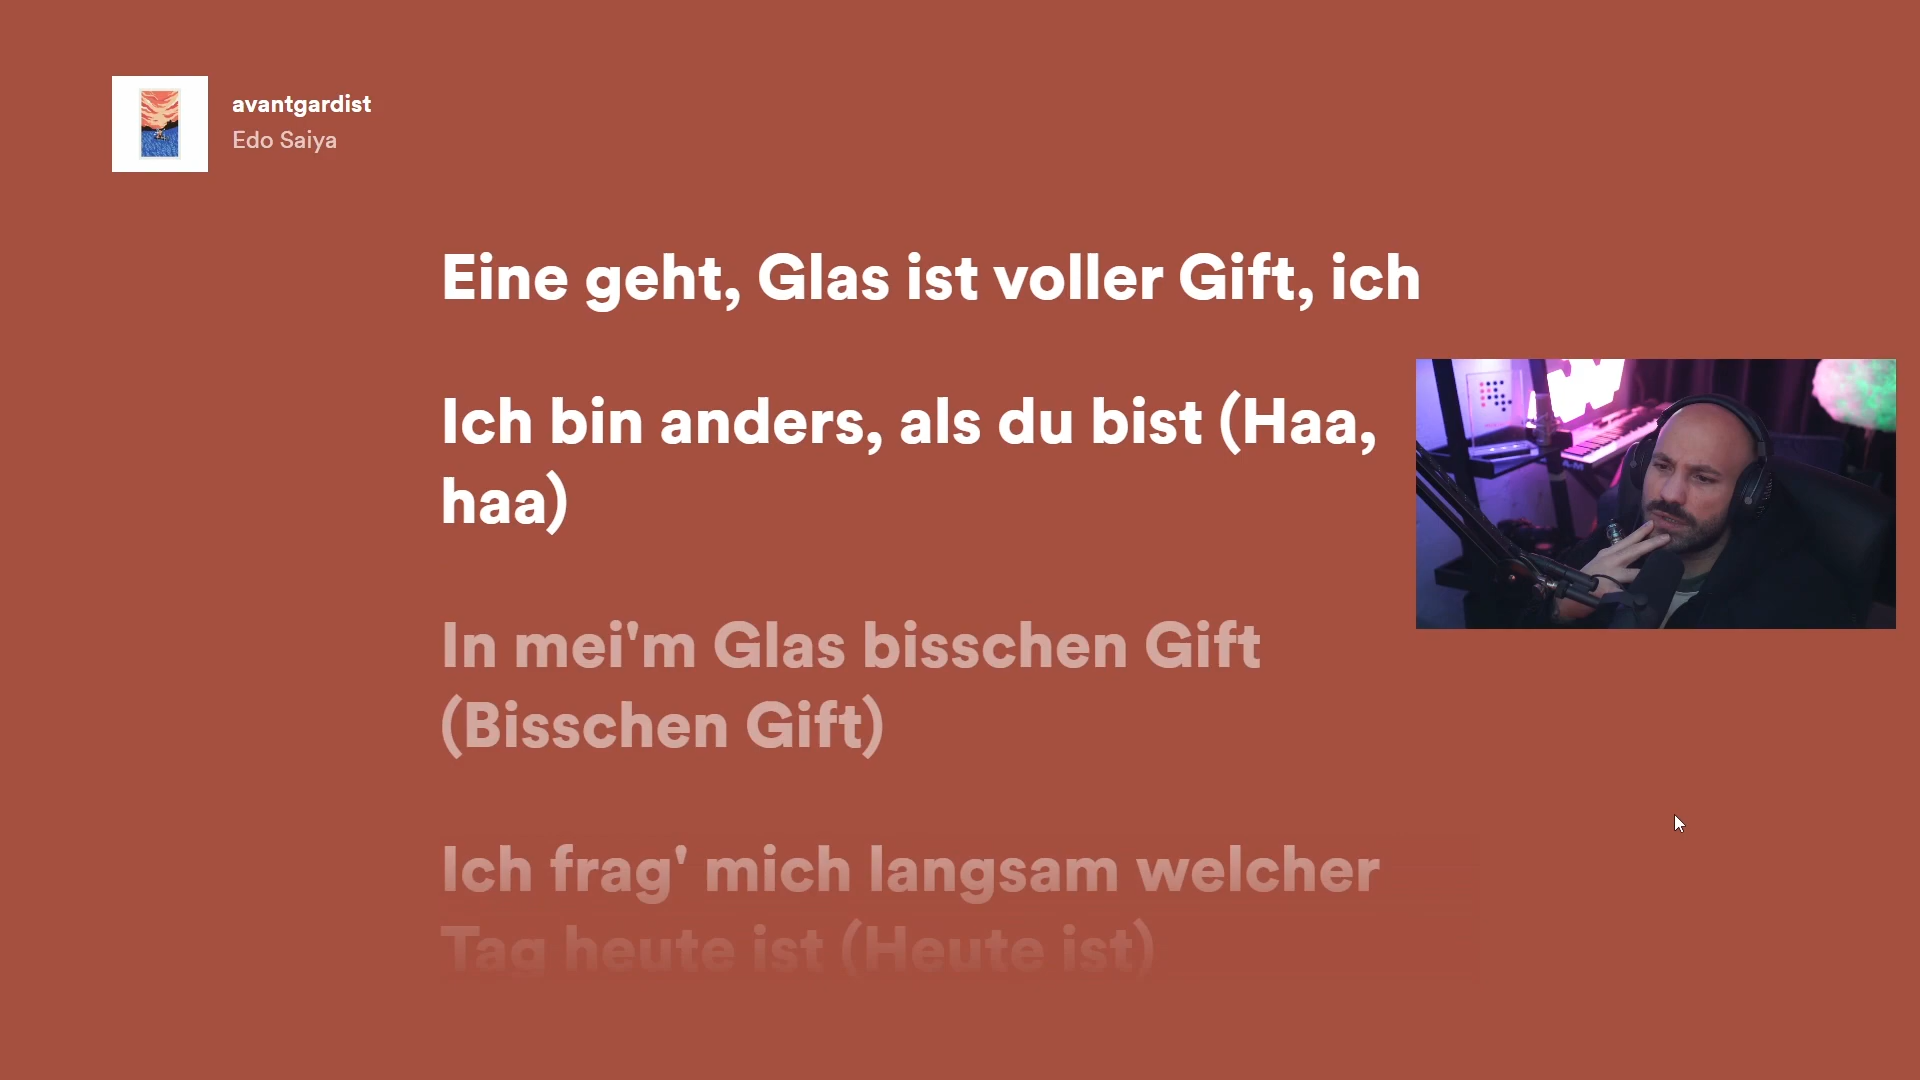 avantgardist
Edo Saiya
Eine geht, Glas ist voller Gift, ich
Ich bin anders, als du bist (Haa,
haa)
In mei'm Glas bisschen Gift
(Bisschen Gift)
Ich frag' mich langsam welcher
Tag heute ist (Heute ist)